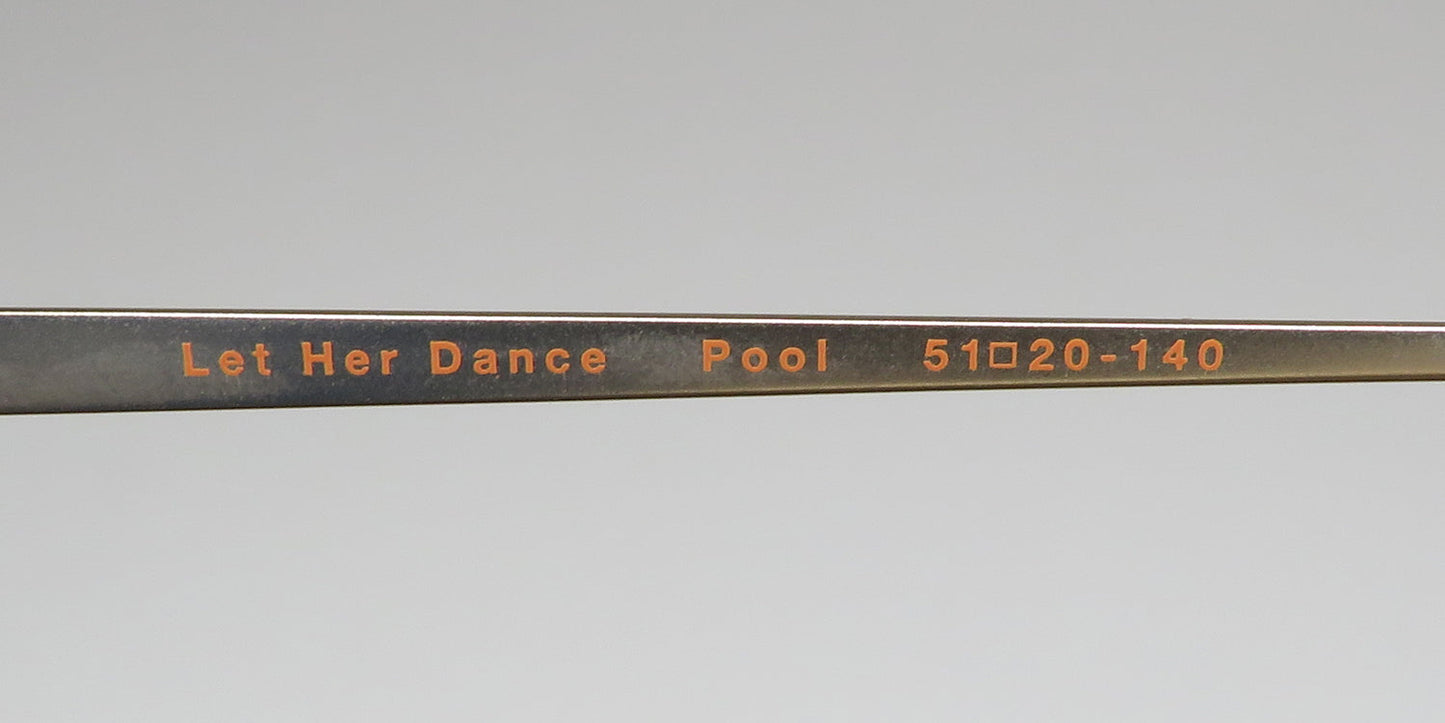 Let Her Dance Pool 51□20-140